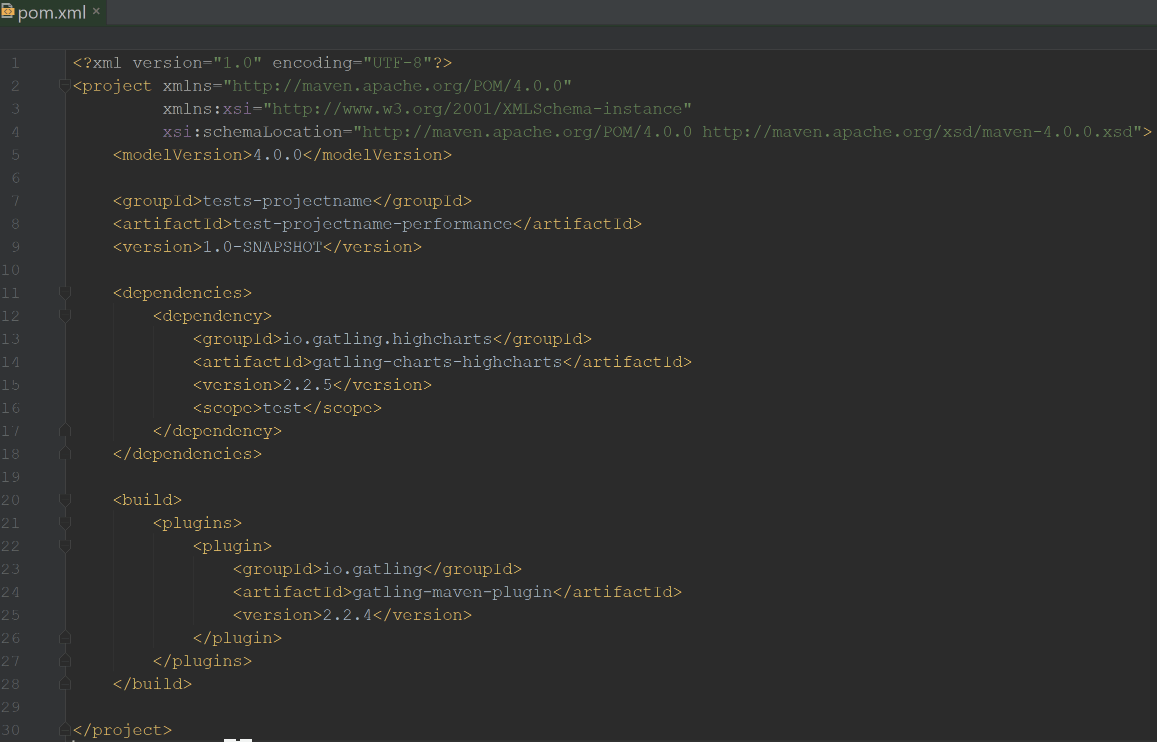 pom.xml ×
1 <?xml version="1.0" encoding="UTF-8"?>
2 <project xmlns="http://maven.apache.org/POM/4.0.0"
3          xmlns:xsi="http://www.w3.org/2001/XMLSchema-instance"
4          xsi:schemaLocation="http://maven.apache.org/POM/4.0.0 http://maven.apache.org/xsd/maven-4.0.0.xsd">
5     <modelVersion>4.0.0</modelVersion>
6
7     <groupId>tests-projectname</groupId>
8     <artifactId>test-projectname-performance</artifactId>
9     <version>1.0-SNAPSHOT</version>
10
11     <dependencies>
12         <dependency>
13             <groupId>io.gatling.highcharts</groupId>
14             <artifactId>gatling-charts-highcharts</artifactId>
15             <version>2.2.5</version>
16             <scope>test</scope>
17         </dependency>
18     </dependencies>
19
20     <build>
21         <plugins>
22             <plugin>
23                 <groupId>io.gatling</groupId>
24                 <artifactId>gatling-maven-plugin</artifactId>
25                 <version>2.2.4</version>
26             </plugin>
27         </plugins>
28     </build>
29
30 </project>